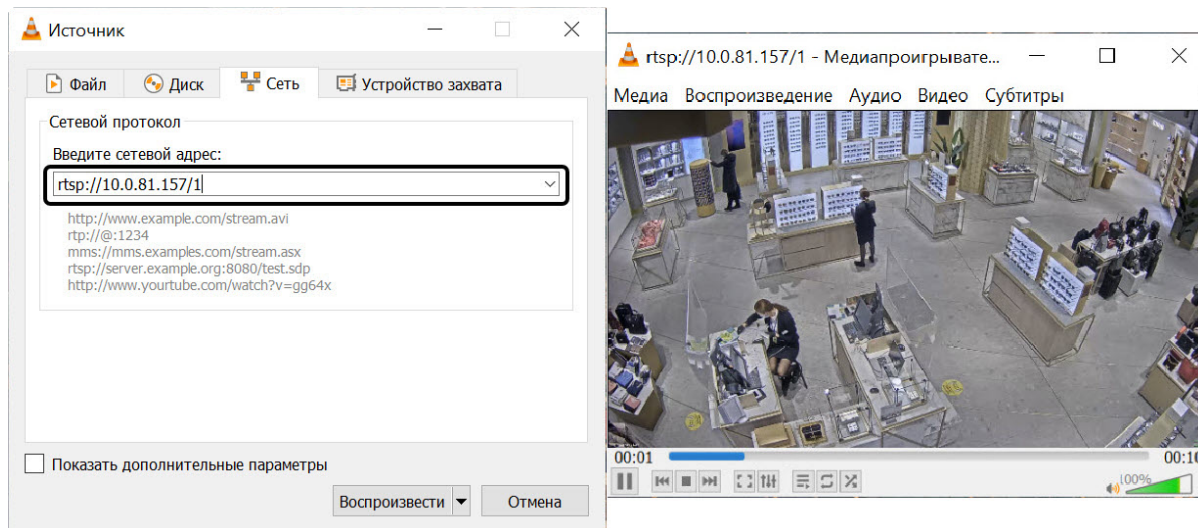 Источник
Файл
Диск
Сеть
Устройство захвата
Сетевой протокол
Введите сетевой адрес:
rtsp://10.0.81.157/1
http://www.example.com/stream.avi
rtp://@:1234
mms://mms.examples.com/stream.asx
rtsp://server.example.org:8080/test.sdp
http://www.yourtube.com/watch?v=gg64x
Показать дополнительные параметры
Воспроизвести
Отмена
rtsp://10.0.81.157/1 - Медиапроигрывате...
Медиа Воспроизведение Аудио Видео Субтитры
00:01
00:10
100%